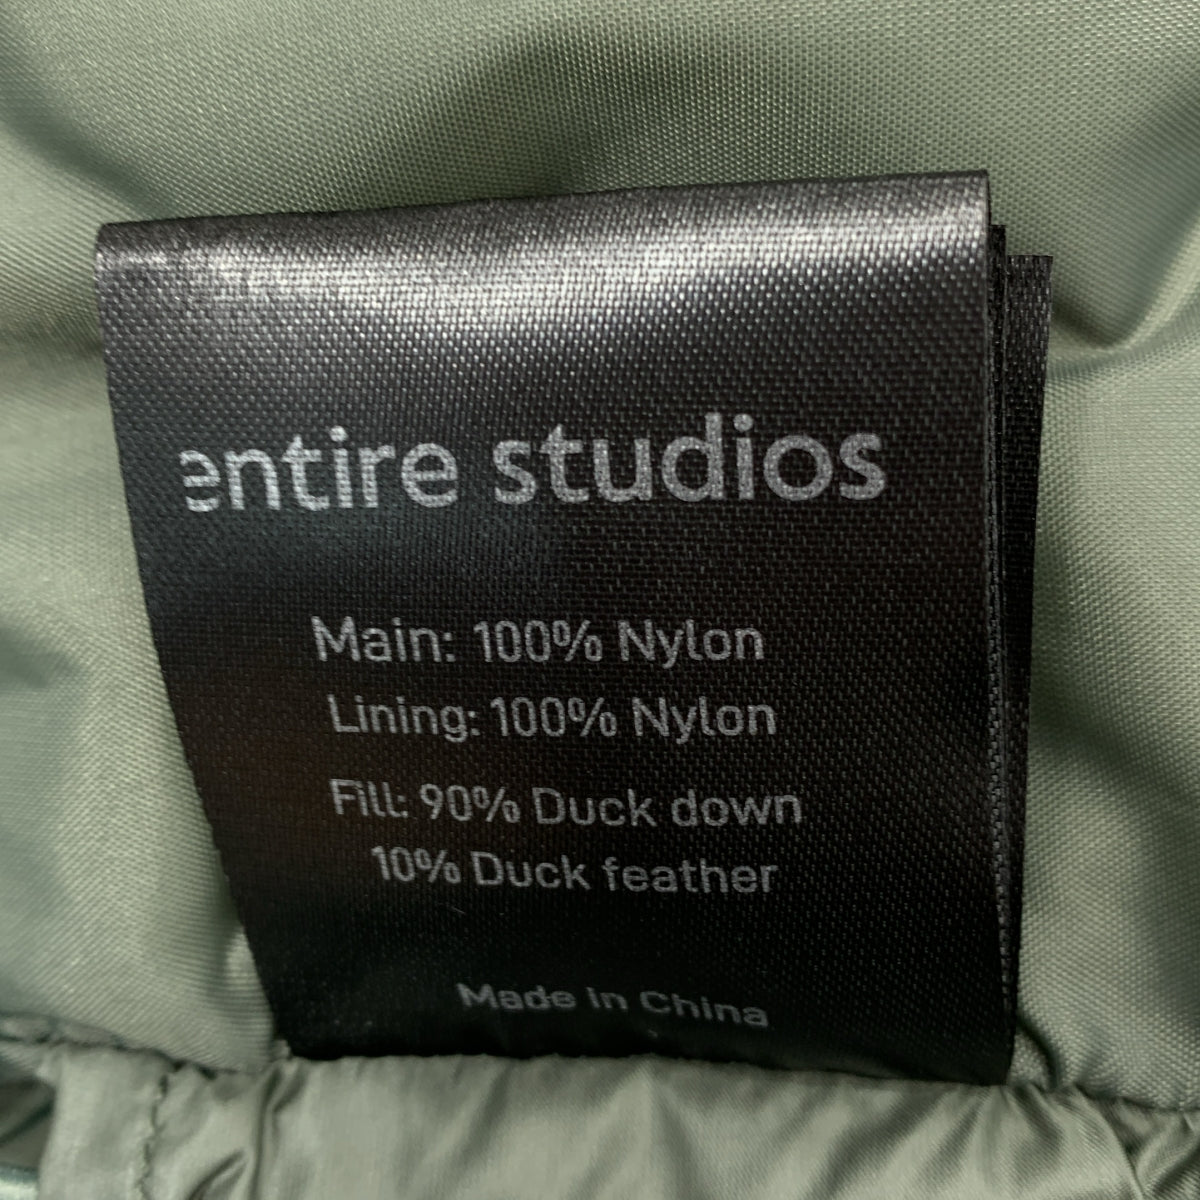 entire studios
Main: 100% Nylon
Lining: 100% Nylon
Fill: 90% Duck down
10% Duck feather
Made in China